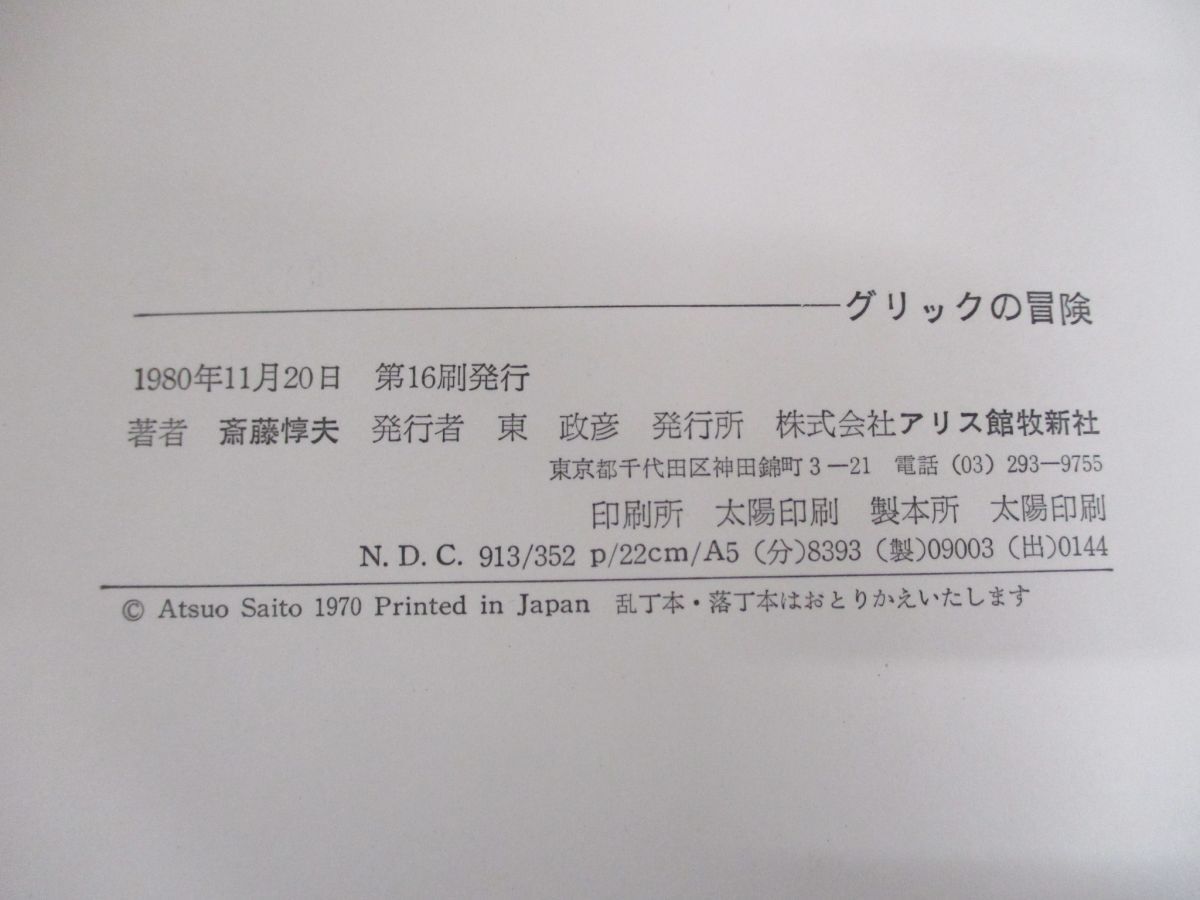 グリックの冒険
1980年11月20日　第16刷発行
著者　斎藤惇夫　発行者　東　政彦　発行所　株式会社アリス館牧新社
東京都千代田区神田錦町3―21　電話（03）293―9755
印刷所　太陽印刷　製本所　太陽印刷
N. D. C. 913/352 p/22cm/A5（分）8393（製）09003（出）0144
© Atsuo Saito 1970 Printed in Japan　乱丁本・落丁本はおとりかえいたします